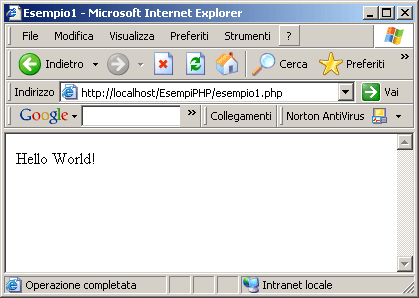 Esempio1 - Microsoft Internet Explorer
File Modifica Visualizza Preferiti Strumenti ?
Indietro Cerca Preferiti
Indirizzo http://localhost/EsempiPHP/esempio1.php Vai
Google Collegamenti Norton AntiVirus
Hello World!
Operazione completata Intranet locale